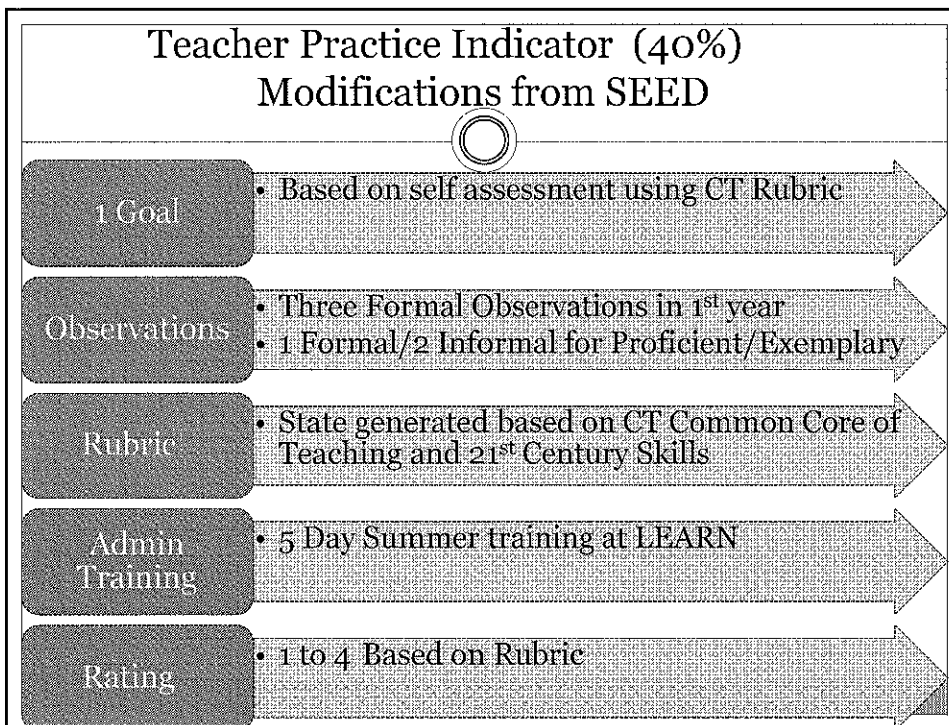 Teacher Practice Indicator (40%)
Modifications from SEED
1 Goal
• Based on self assessment using CT Rubric
Observations
• Three Formal Observations in 1st year
• 1 Formal/2 Informal for Proficient/Exemplary
Rubric
• State generated based on CT Common Core of
Teaching and 21st Century Skills
Admin
Training
• 5 Day Summer training at LEARN
Rating
• 1 to 4 Based on Rubric